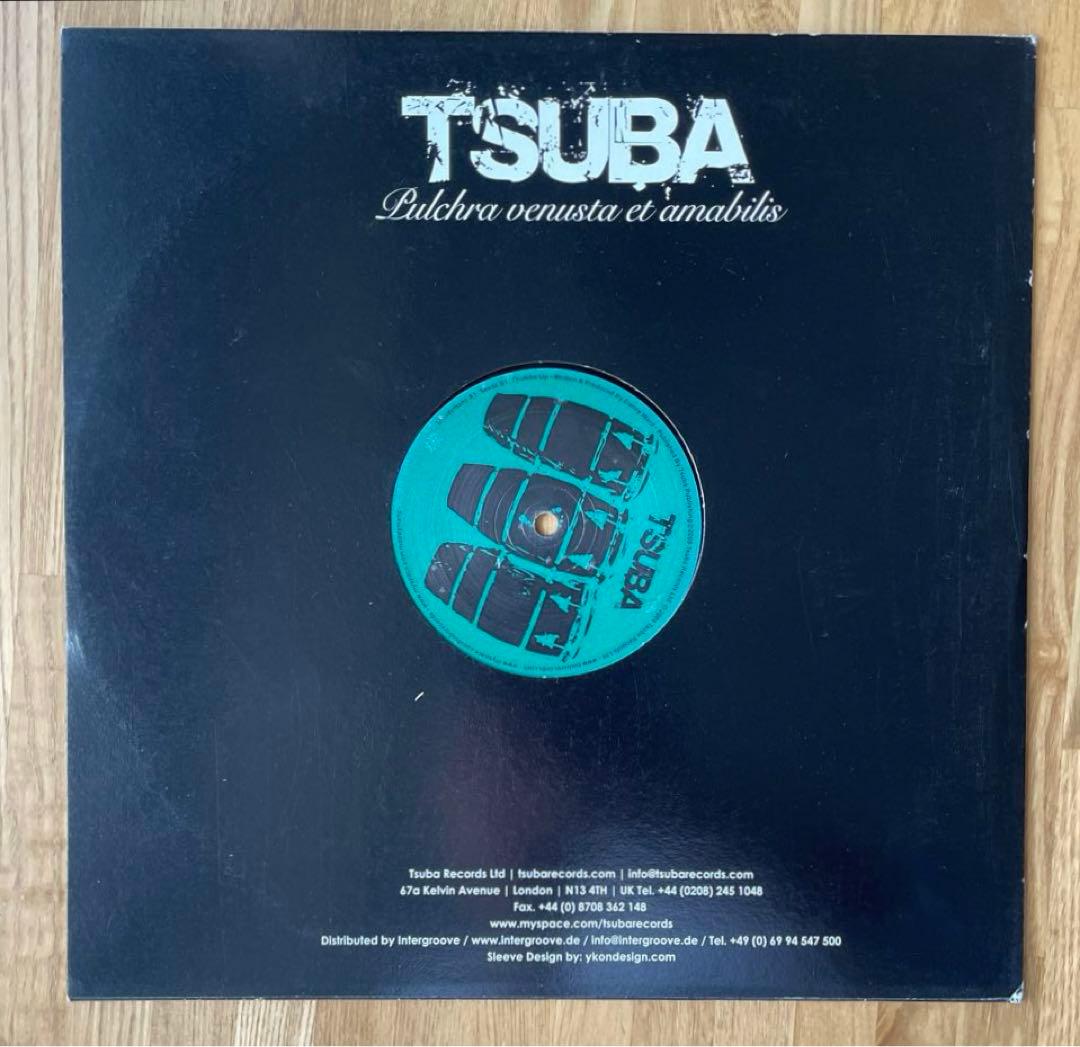 TSUBA
Pulchra venusta et amabilis
TSUBA
Tsuba Records Ltd | tsubarecords.com | info@tsubarecords.com
67a Kelvin Avenue | London | N13 4TH | UK Tel. +44 (0208) 245 1048
Fax. +44 (0) 8708 362 148
www.myspace.com/tsubarecords
Distributed by Intergroove / www.intergroove.de / info@intergroove.de / Tel. +49 (0) 69 94 547 500
Sleeve Design by: ykondesign.com